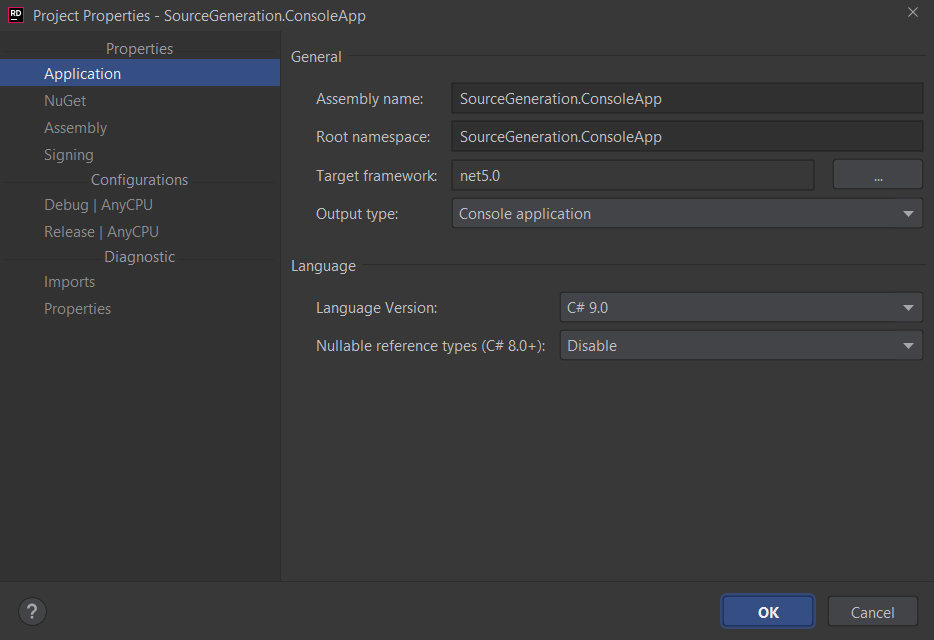 RD Project Properties - SourceGeneration.ConsoleApp
Properties
Application
NuGet
Assembly
Signing
Configurations
Debug | AnyCPU
Release | AnyCPU
Diagnostic
Imports
Properties
General
Assembly name: SourceGeneration.ConsoleApp
Root namespace: SourceGeneration.ConsoleApp
Target framework: net5.0 ...
Output type: Console application
Language
Language Version: C# 9.0
Nullable reference types (C# 8.0+): Disable
? OK Cancel